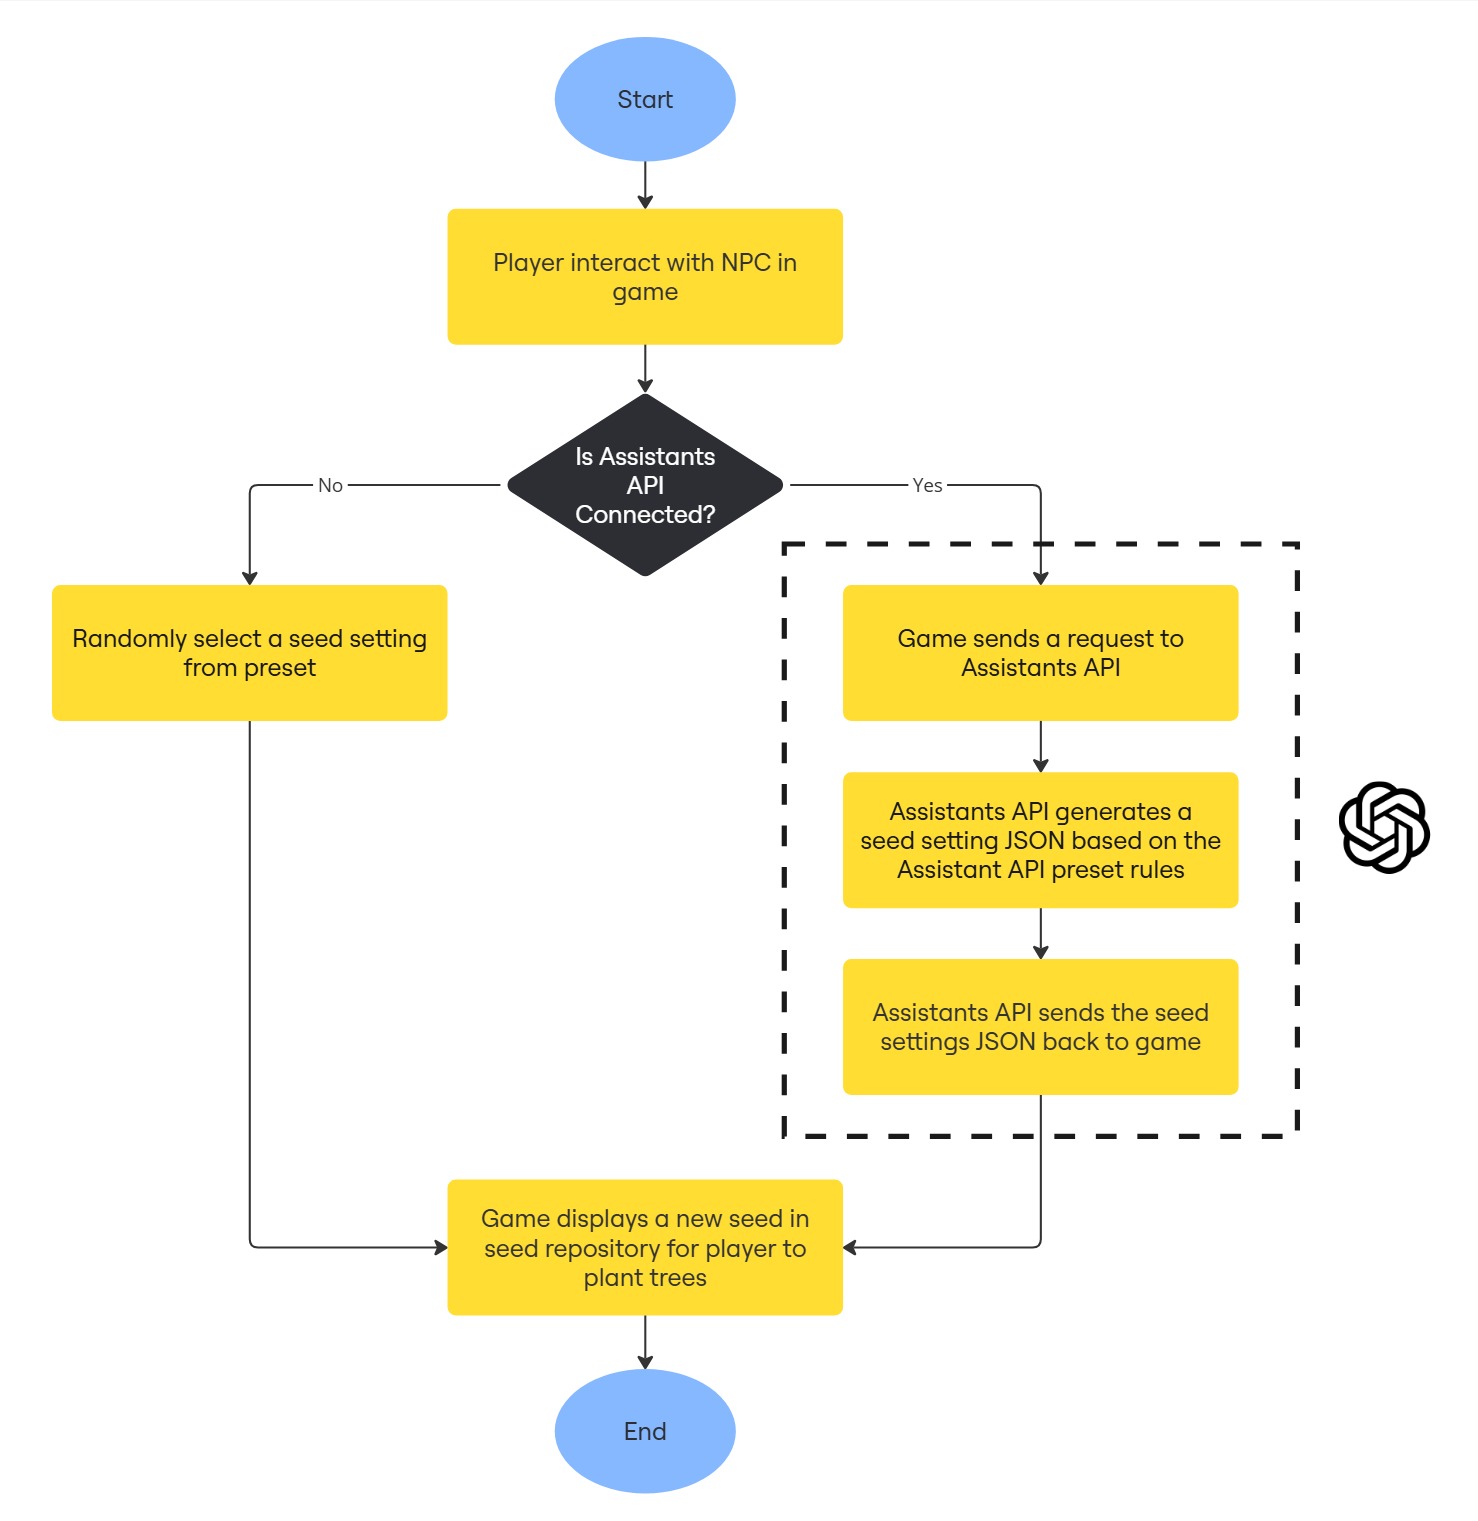 Start
Player interact with NPC in
game
Is Assistants
API
Connected?
No
Yes
Randomly select a seed setting
from preset
Game sends a request to
Assistants API
Assistants API generates a
seed setting JSON based on the
Assistant API preset rules
Assistants API sends the seed
settings JSON back to game
Game displays a new seed in
seed repository for player to
plant trees
End